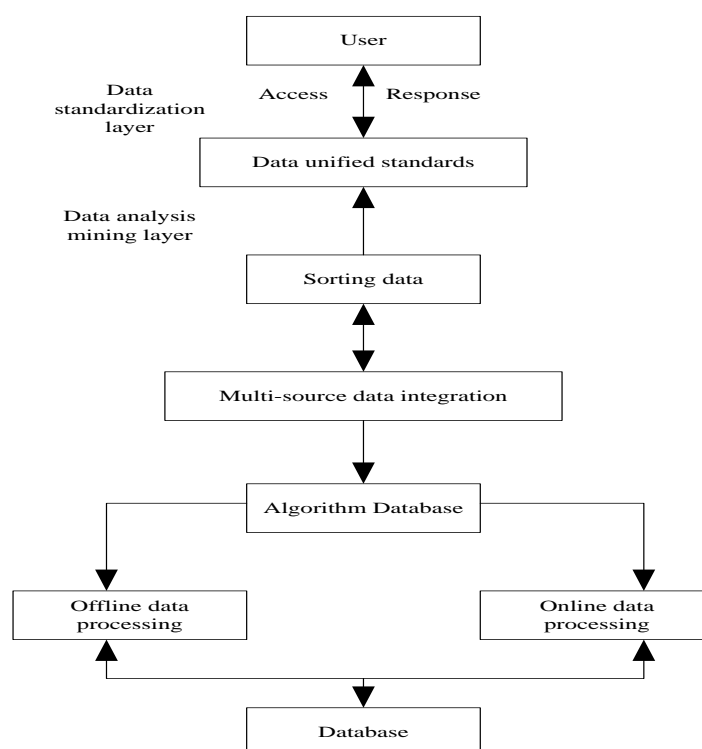 User
Data
standardization
layer
Access
Response
Data unified standards
Data analysis
mining layer
Sorting data
Multi-source data integration
Algorithm Database
Offline data
processing
Online data
processing
Database